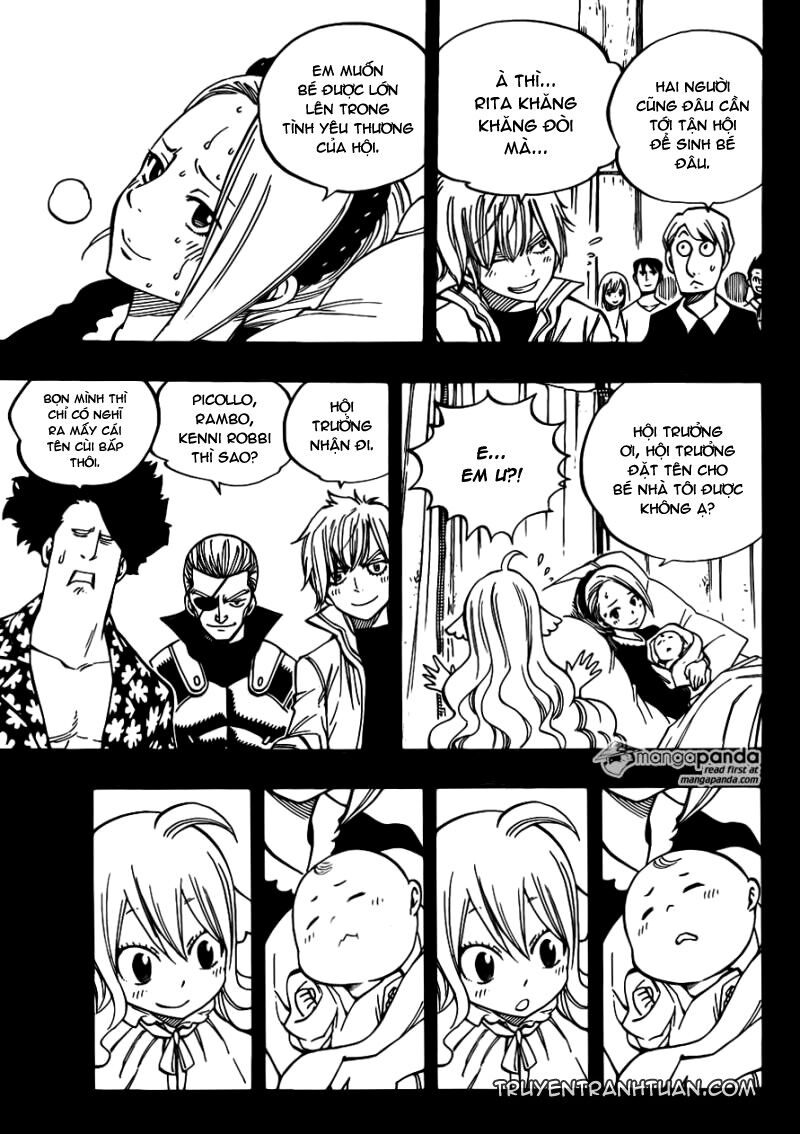 HAI NGƯỜI
CŨNG ĐÂU CẦN
TỚI TẬN HỘI
ĐỂ SINH BÉ
ĐÂU.
À THÌ...
RITA KHĂNG
KHĂNG ĐÒI
MÀ...
EM MUỐN
BÉ ĐƯỢC LỚN
LÊN TRONG
TÌNH YÊU THƯƠNG
CỦA HỘI.
HỘI TRƯỞNG
ƠI, HỘI TRƯỞNG
ĐẶT TÊN CHO
BÉ NHÀ TÔI ĐƯỢC
KHÔNG Ạ?
E...
EM Ư?!
HỘI
TRƯỞNG
NHẬN ĐI.
PICOLLO,
RAMBO,
KENNI ROBBI
THÌ SAO?
BỌN MÌNH THÌ
CHỈ CÓ NGHĨ
RA MẤY CÁI
TÊN CÙI BẤP
THÔI.
mangapanda
read first at
mangapanda.com
TRUYENTRANHTUAN.COM